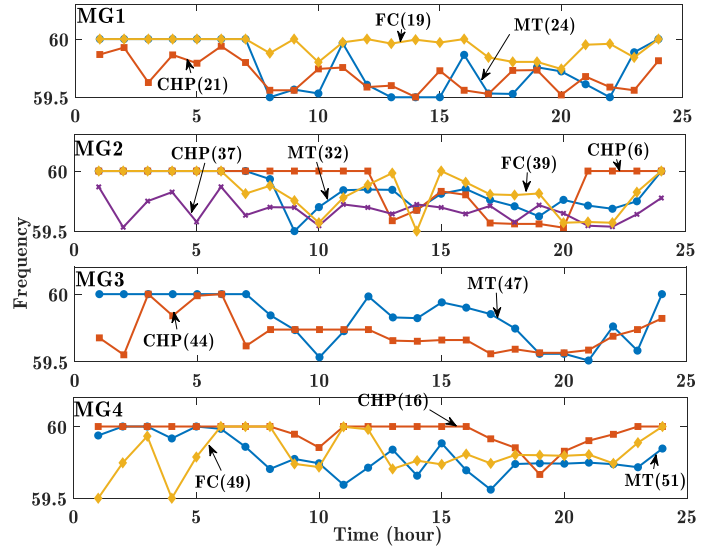 MG1
FC(19)
MT(24)
CHP(21)
60
59.5
0 5 10 15 20 25
MG2
CHP(37)
MT(32)
FC(39)
CHP(6)
60
59.5
0 5 10 15 20 25
Frequency
MG3
MT(47)
CHP(44)
60
59.5
0 5 10 15 20 25
MG4
CHP(16)
FC(49)
MT(51)
60
59.5
0 5 10 15 20 25
Time (hour)